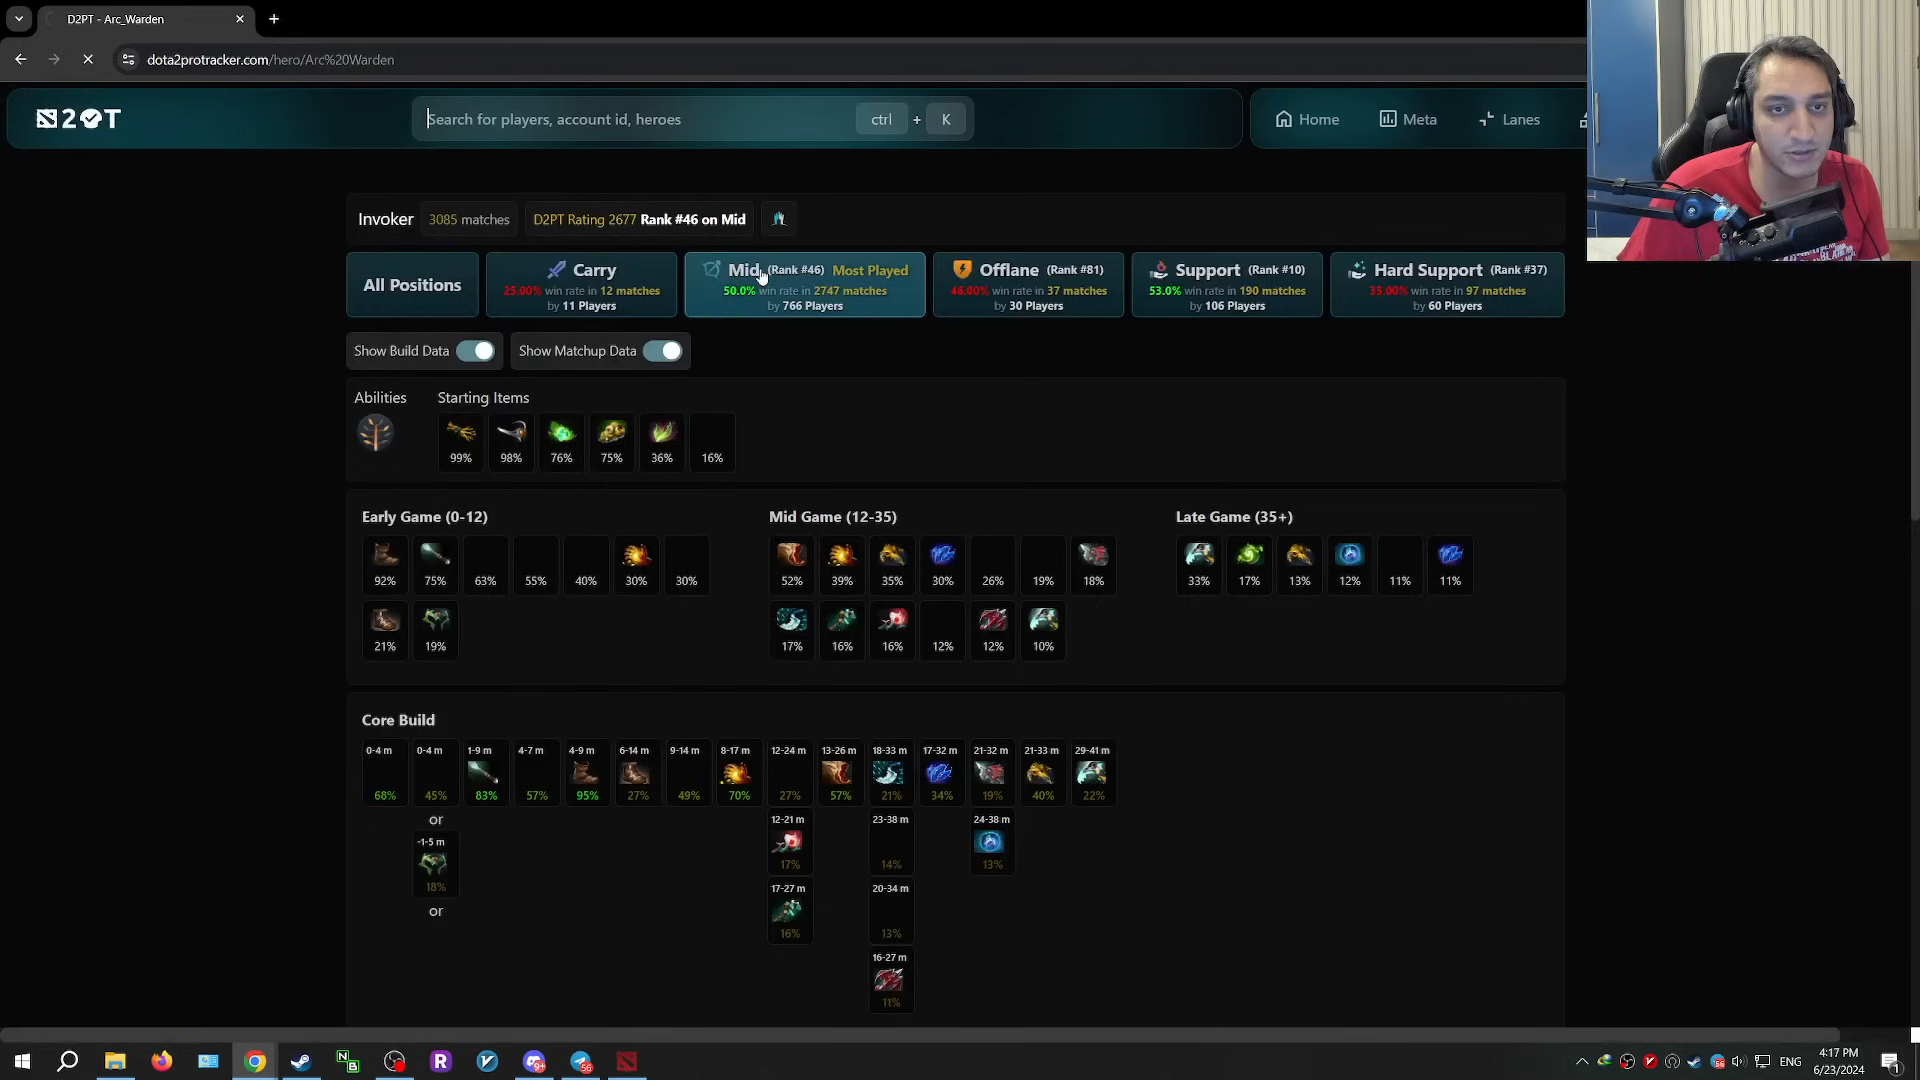 D2PT - Arc_Warden
dota2protracker.com/hero/Arc%20Warden
D2PT
Search for players, account id, heroes
ctrl + K
Home
Meta
Lanes
Invoker
3085 matches
D2PT Rating 2677 Rank #46 on Mid
All Positions
Carry
25.00% win rate in 12 matches
by 11 Players
Mid (Rank #46) Most Played
50.0% win rate in 2747 matches
by 766 Players
Offlane (Rank #81)
46.00% win rate in 37 matches
by 30 Players
Support (Rank #10)
53.0% win rate in 190 matches
by 106 Players
Hard Support (Rank #37)
35.00% win rate in 97 matches
by 60 Players
Show Build Data
Show Matchup Data
Abilities
Starting Items
99% 98% 76% 75% 36% 16%
Early Game (0-12)
92% 75% 63% 55% 40% 30% 30%
21% 19%
Mid Game (12-35)
52% 39% 35% 30% 26% 19% 18%
17% 16% 16% 12% 12% 10%
Late Game (35+)
33% 17% 13% 12% 11% 11%
Core Build
0-4 m 0-4 m 1-9 m 4-7 m 4-9 m 6-14 m 9-14 m 8-17 m 12-24 m 13-26 m 18-33 m 17-32 m 21-32 m 21-33 m 29-41 m
68% 45% 83% 57% 95% 27% 49% 70% 27% 57% 21% 34% 19% 40% 22%
or
12-21 m 23-38 m 24-38 m
-1-5 m
17% 14% 13%
18%
17-27 m 20-34 m
or
16% 13%
16-27 m
11%
ENG
4:17 PM
6/23/2024